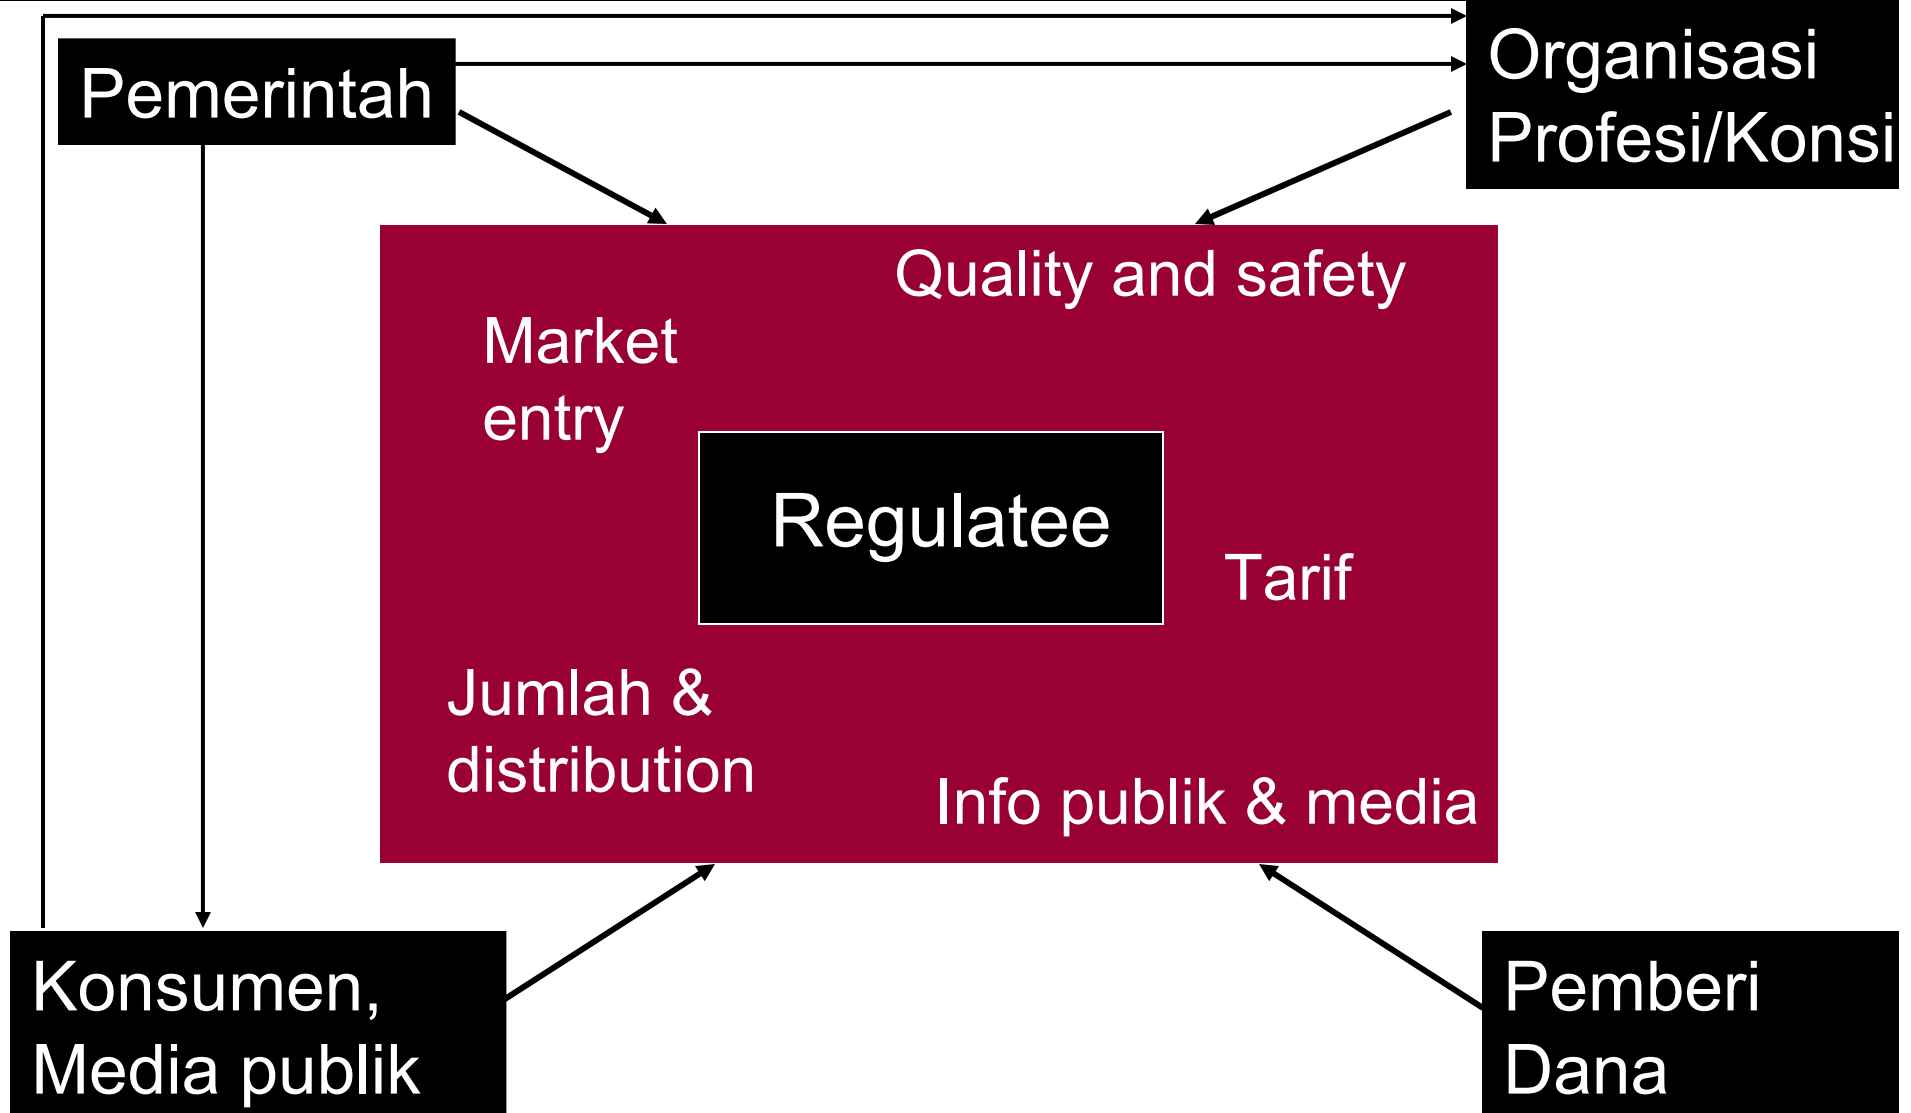 Pemerintah
Organisasi
Profesi/Konsi
Quality and safety
Market
entry
Regulatee
Tarif
Jumlah &
distribution
Info publik & media
Konsumen,
Media publik
Pemberi
Dana